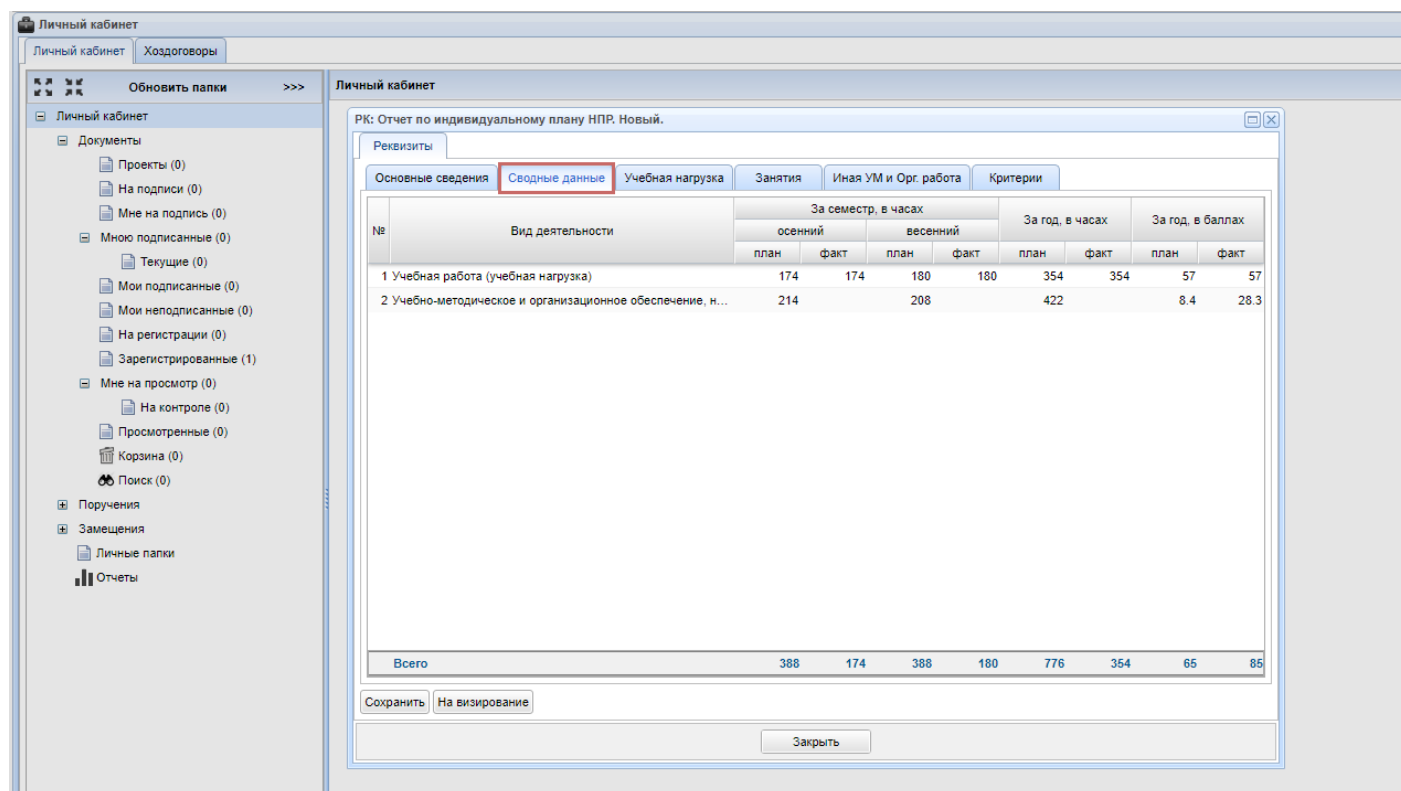 Личный кабинет
Личный кабинет Хоздоговоры
Обновить папки >>>
Личный кабинет
Документы
Проекты (0)
На подписи (0)
Мне на подпись (0)
Мною подписанные (0)
Текущие (0)
Мои подписанные (0)
Мои неподписанные (0)
На регистрации (0)
Зарегистрированные (1)
Мне на просмотр (0)
На контроле (0)
Просмотренные (0)
Корзина (0)
Поиск (0)
Поручения
Замещения
Личные папки
Отчеты
Личный кабинет
РК: Отчет по индивидуальному плану НПР. Новый.
Реквизиты
Основные сведения Сводные данные Учебная нагрузка Занятия Иная УМ и Орг. работа Критерии
№ Вид деятельности За семестр, в часах За год, в часах За год, в баллах
осенний весенний
план факт план факт план факт план факт
1 Учебная работа (учебная нагрузка) 174 174 180 180 354 354 57 57
2 Учебно-методическое и организационное обеспечение, н... 214 208 422 8.4 28.3
Всего 388 174 388 180 776 354 65 85
Сохранить На визирование
Закрыть